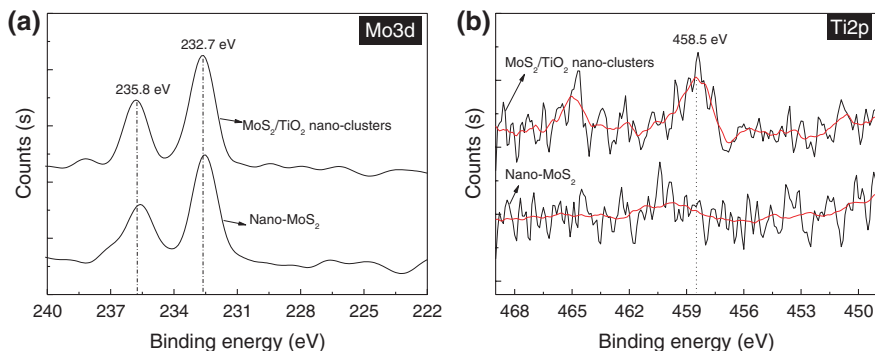 (a)
Mo3d
232.7 eV
235.8 eV
MoS₂/TiO₂ nano-clusters
Nano-MoS₂
Counts (s)
240 237 234 231 228 225 222
Binding energy (eV)
(b)
Ti2p
458.5 eV
MoS₂/TiO₂ nano-clusters
Nano-MoS₂
Counts (s)
468 465 462 459 456 453 450
Binding energy (eV)